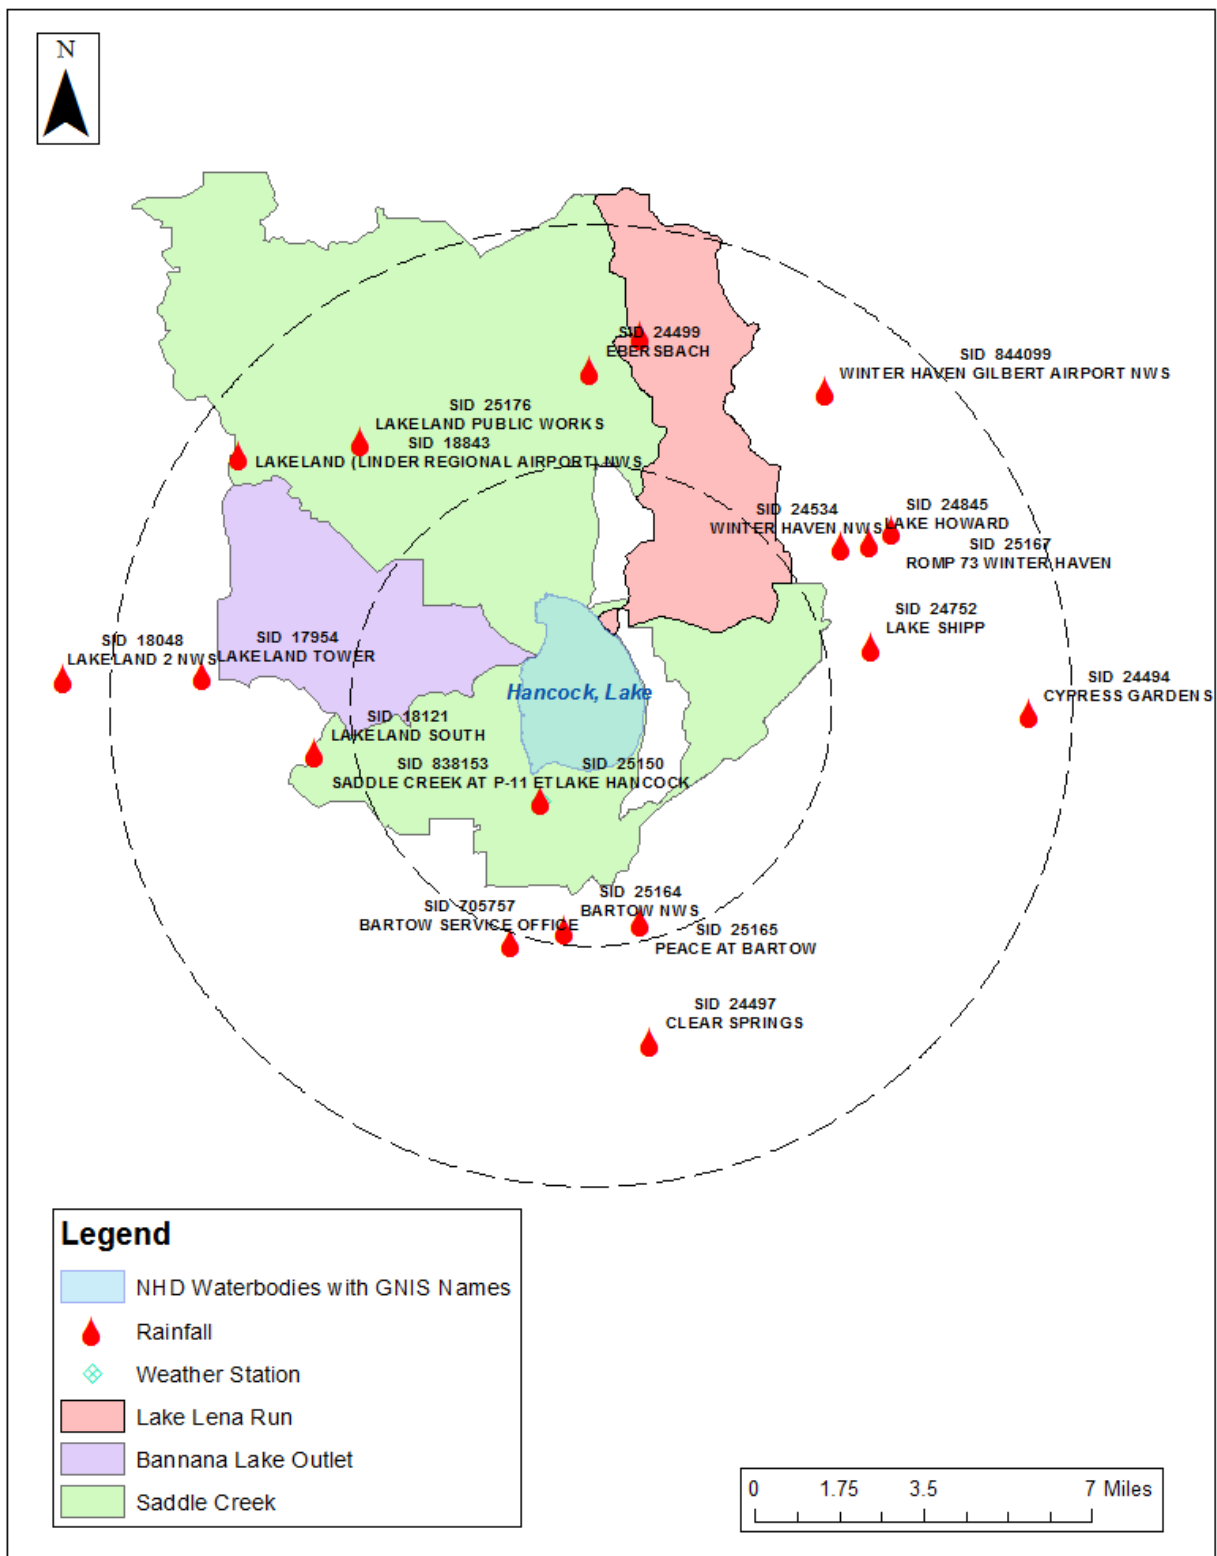 N
SID 24499
EBERSBACH
SID 844099
WINTER HAVEN GILBERT AIRPORT NWS
SID 25176
LAKELAND PUBLIC WORKS
SID 18843
LAKELAND (LINDER REGIONAL AIRPORT) NWS
SID 24534
WINTER HAVEN NWS
SID 24845
LAKE HOWARD
SID 25167
ROMP 73 WINTER HAVEN
SID 24752
LAKE SHIPP
SID 18048
LAKELAND 2 NWS
SID 17954
LAKELAND TOWER
SID 24494
CYPRESS GARDENS
Hancock, Lake
SID 18121
LAKELAND SOUTH
SID 838153
SADDLE CREEK AT P-11 ET
SID 25150
LAKE HANCOCK
SID 705757
BARTOW SERVICE OFFICE
SID 25164
BARTOW NWS
SID 25165
PEACE AT BARTOW
SID 24497
CLEAR SPRINGS
Legend
NHD Waterbodies with GNIS Names
Rainfall
Weather Station
Lake Lena Run
Bannana Lake Outlet
Saddle Creek
0 1.75 3.5 7 Miles